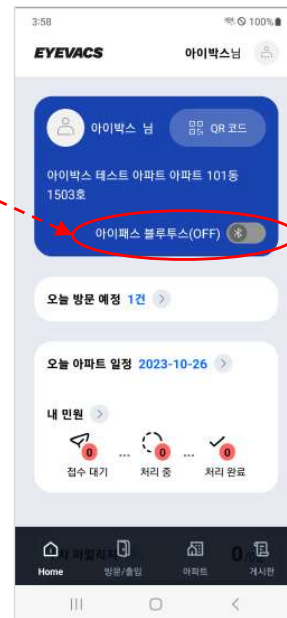 3:58 100%
EYEVACS 아이박스님
아이박스 님 QR 코드
아이박스 테스트 아파트 아파트 101동
1503호
아이패스 블루투스(OFF)
오늘 방문 예정 1건
오늘 아파트 일정 2023-10-26
내 민원
0 ... 0 ... 0
접수 대기 처리 중 처리 완료
Home 방문/출입 아파트 게시판